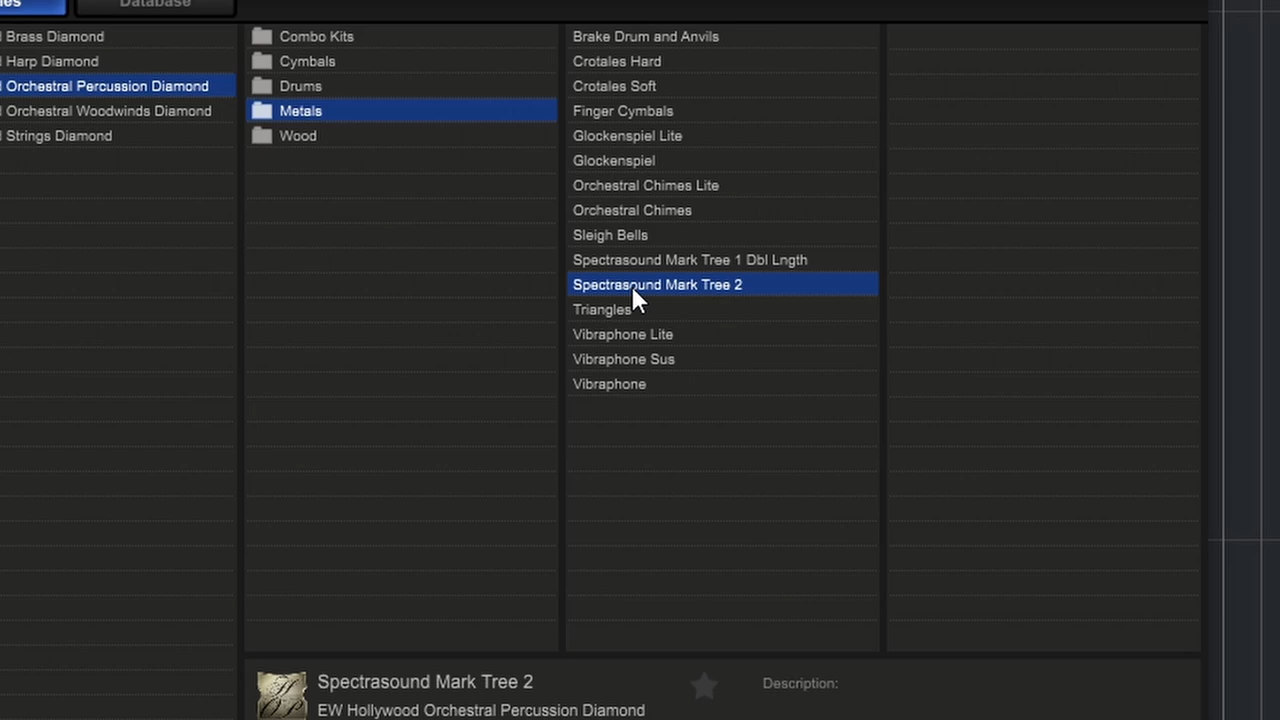 Database
Brass Diamond
Harp Diamond
Orchestral Percussion Diamond
Orchestral Woodwinds Diamond
Strings Diamond
Combo Kits
Cymbals
Drums
Metals
Wood
Brake Drum and Anvils
Crotales Hard
Crotales Soft
Finger Cymbals
Glockenspiel Lite
Glockenspiel
Orchestral Chimes Lite
Orchestral Chimes
Sleigh Bells
Spectrasound Mark Tree 1 Dbl Lngth
Spectrasound Mark Tree 2
Triangles
Vibraphone Lite
Vibraphone Sus
Vibraphone
Spectrasound Mark Tree 2
Description:
EW Hollywood Orchestral Percussion Diamond